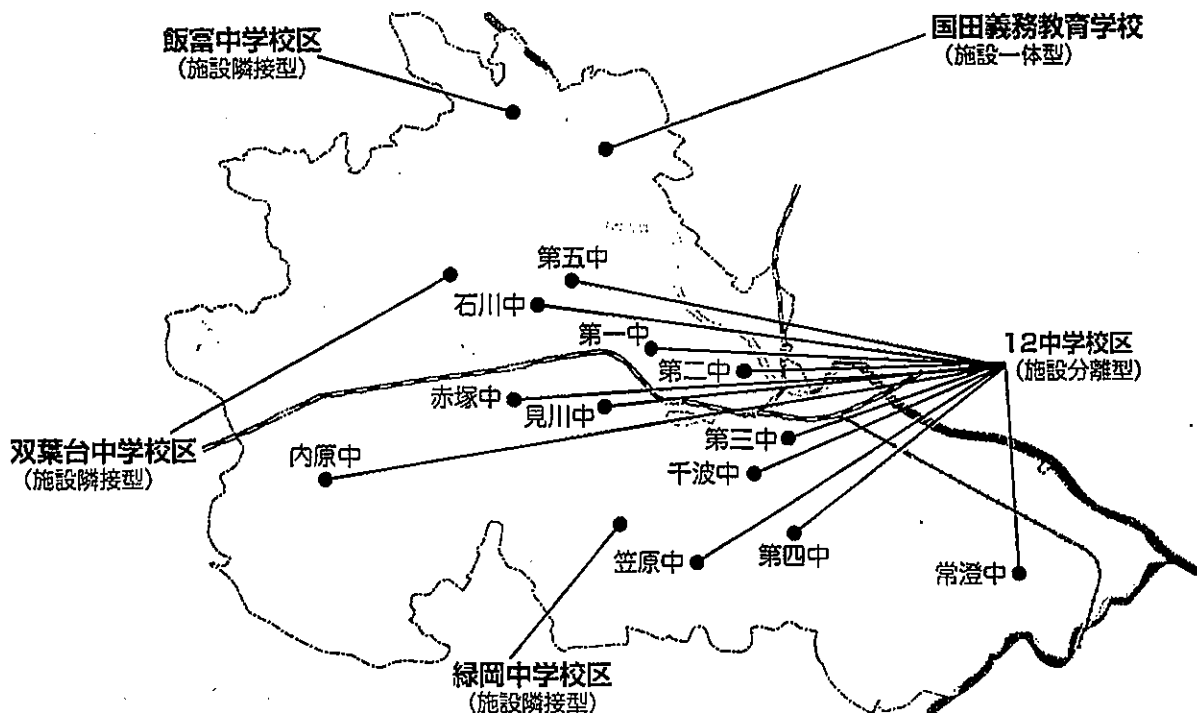 飯富中学校区
(施設隣接型)
国田義務教育学校
(施設一体型)
第五中
石川中
第一中
第二中
12中学校区
(施設分離型)
赤塚中
見川中
双葉台中学校区
(施設隣接型)
内原中
第三中
千波中
笠原中
第四中
常澄中
緑岡中学校区
(施設隣接型)